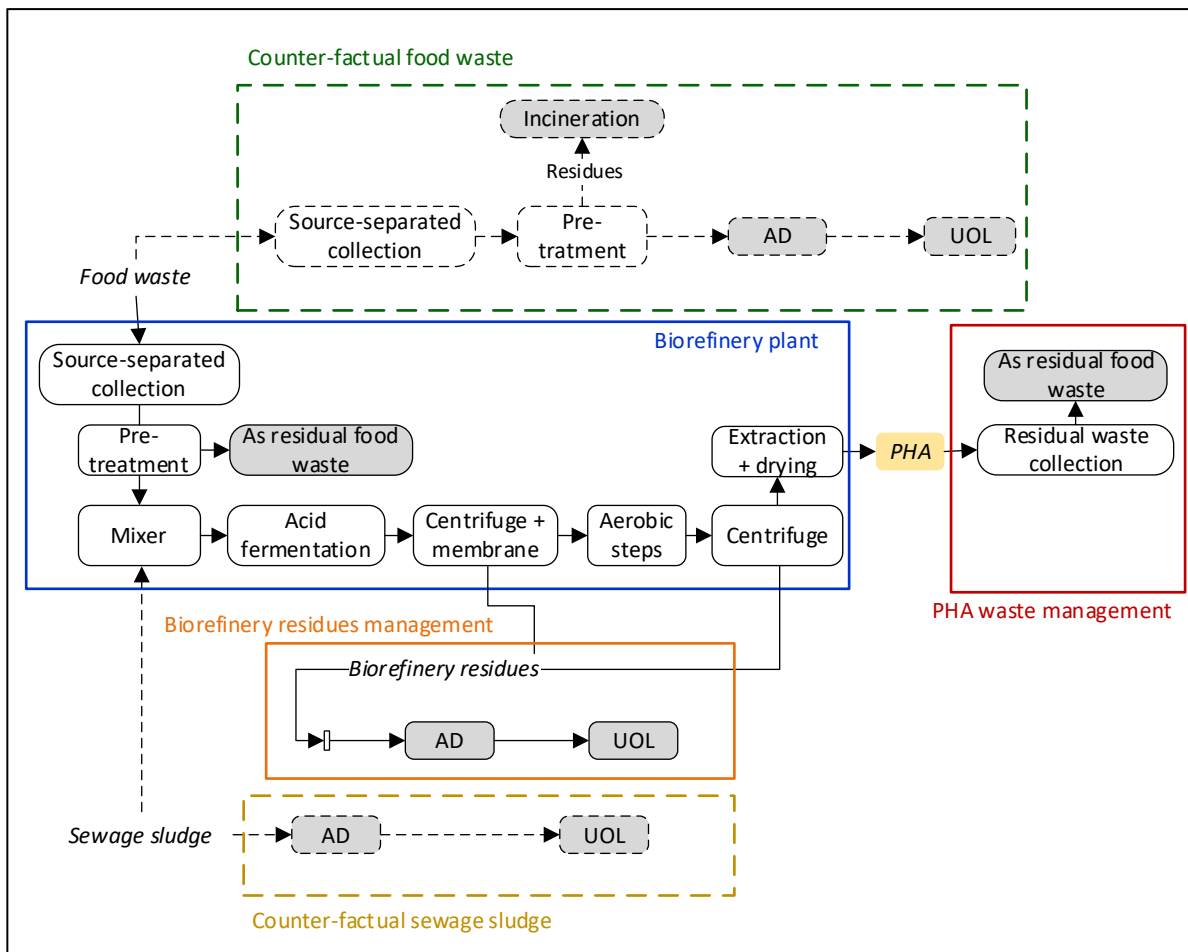 Counter-factual food waste
Incineration
Residues
Source-separated
collection
Pre-
tratment
AD
UOL
Food waste
Biorefinery plant
Source-separated
collection
Pre-
treatment
As residual food
waste
Mixer
Acid
fermentation
Centrifuge +
membrane
Aerobic
steps
Centrifuge
Extraction
+ drying
PHA
As residual food
waste
Residual waste
collection
PHA waste management
Biorefinery residues management
Biorefinery residues
AD
UOL
Sewage sludge
AD
UOL
Counter-factual sewage sludge